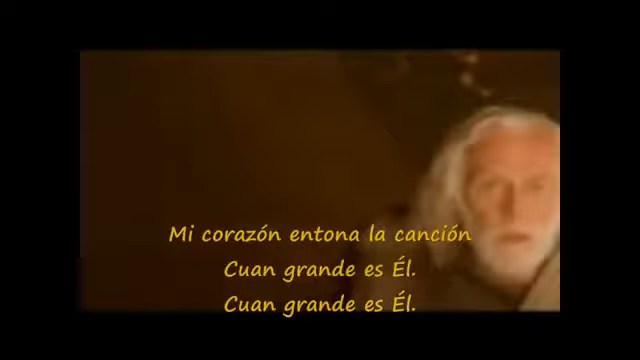 Mi corazón entona la canción
Cuan grande es Él.
Cuan grande es Él.